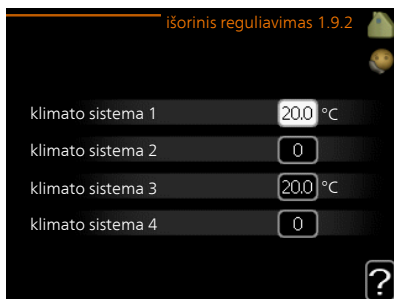 išorinis reguliavimas 1.9.2
klimato sistema 1 20.0 °C
klimato sistema 2 0
klimato sistema 3 20.0 °C
klimato sistema 4 0
?